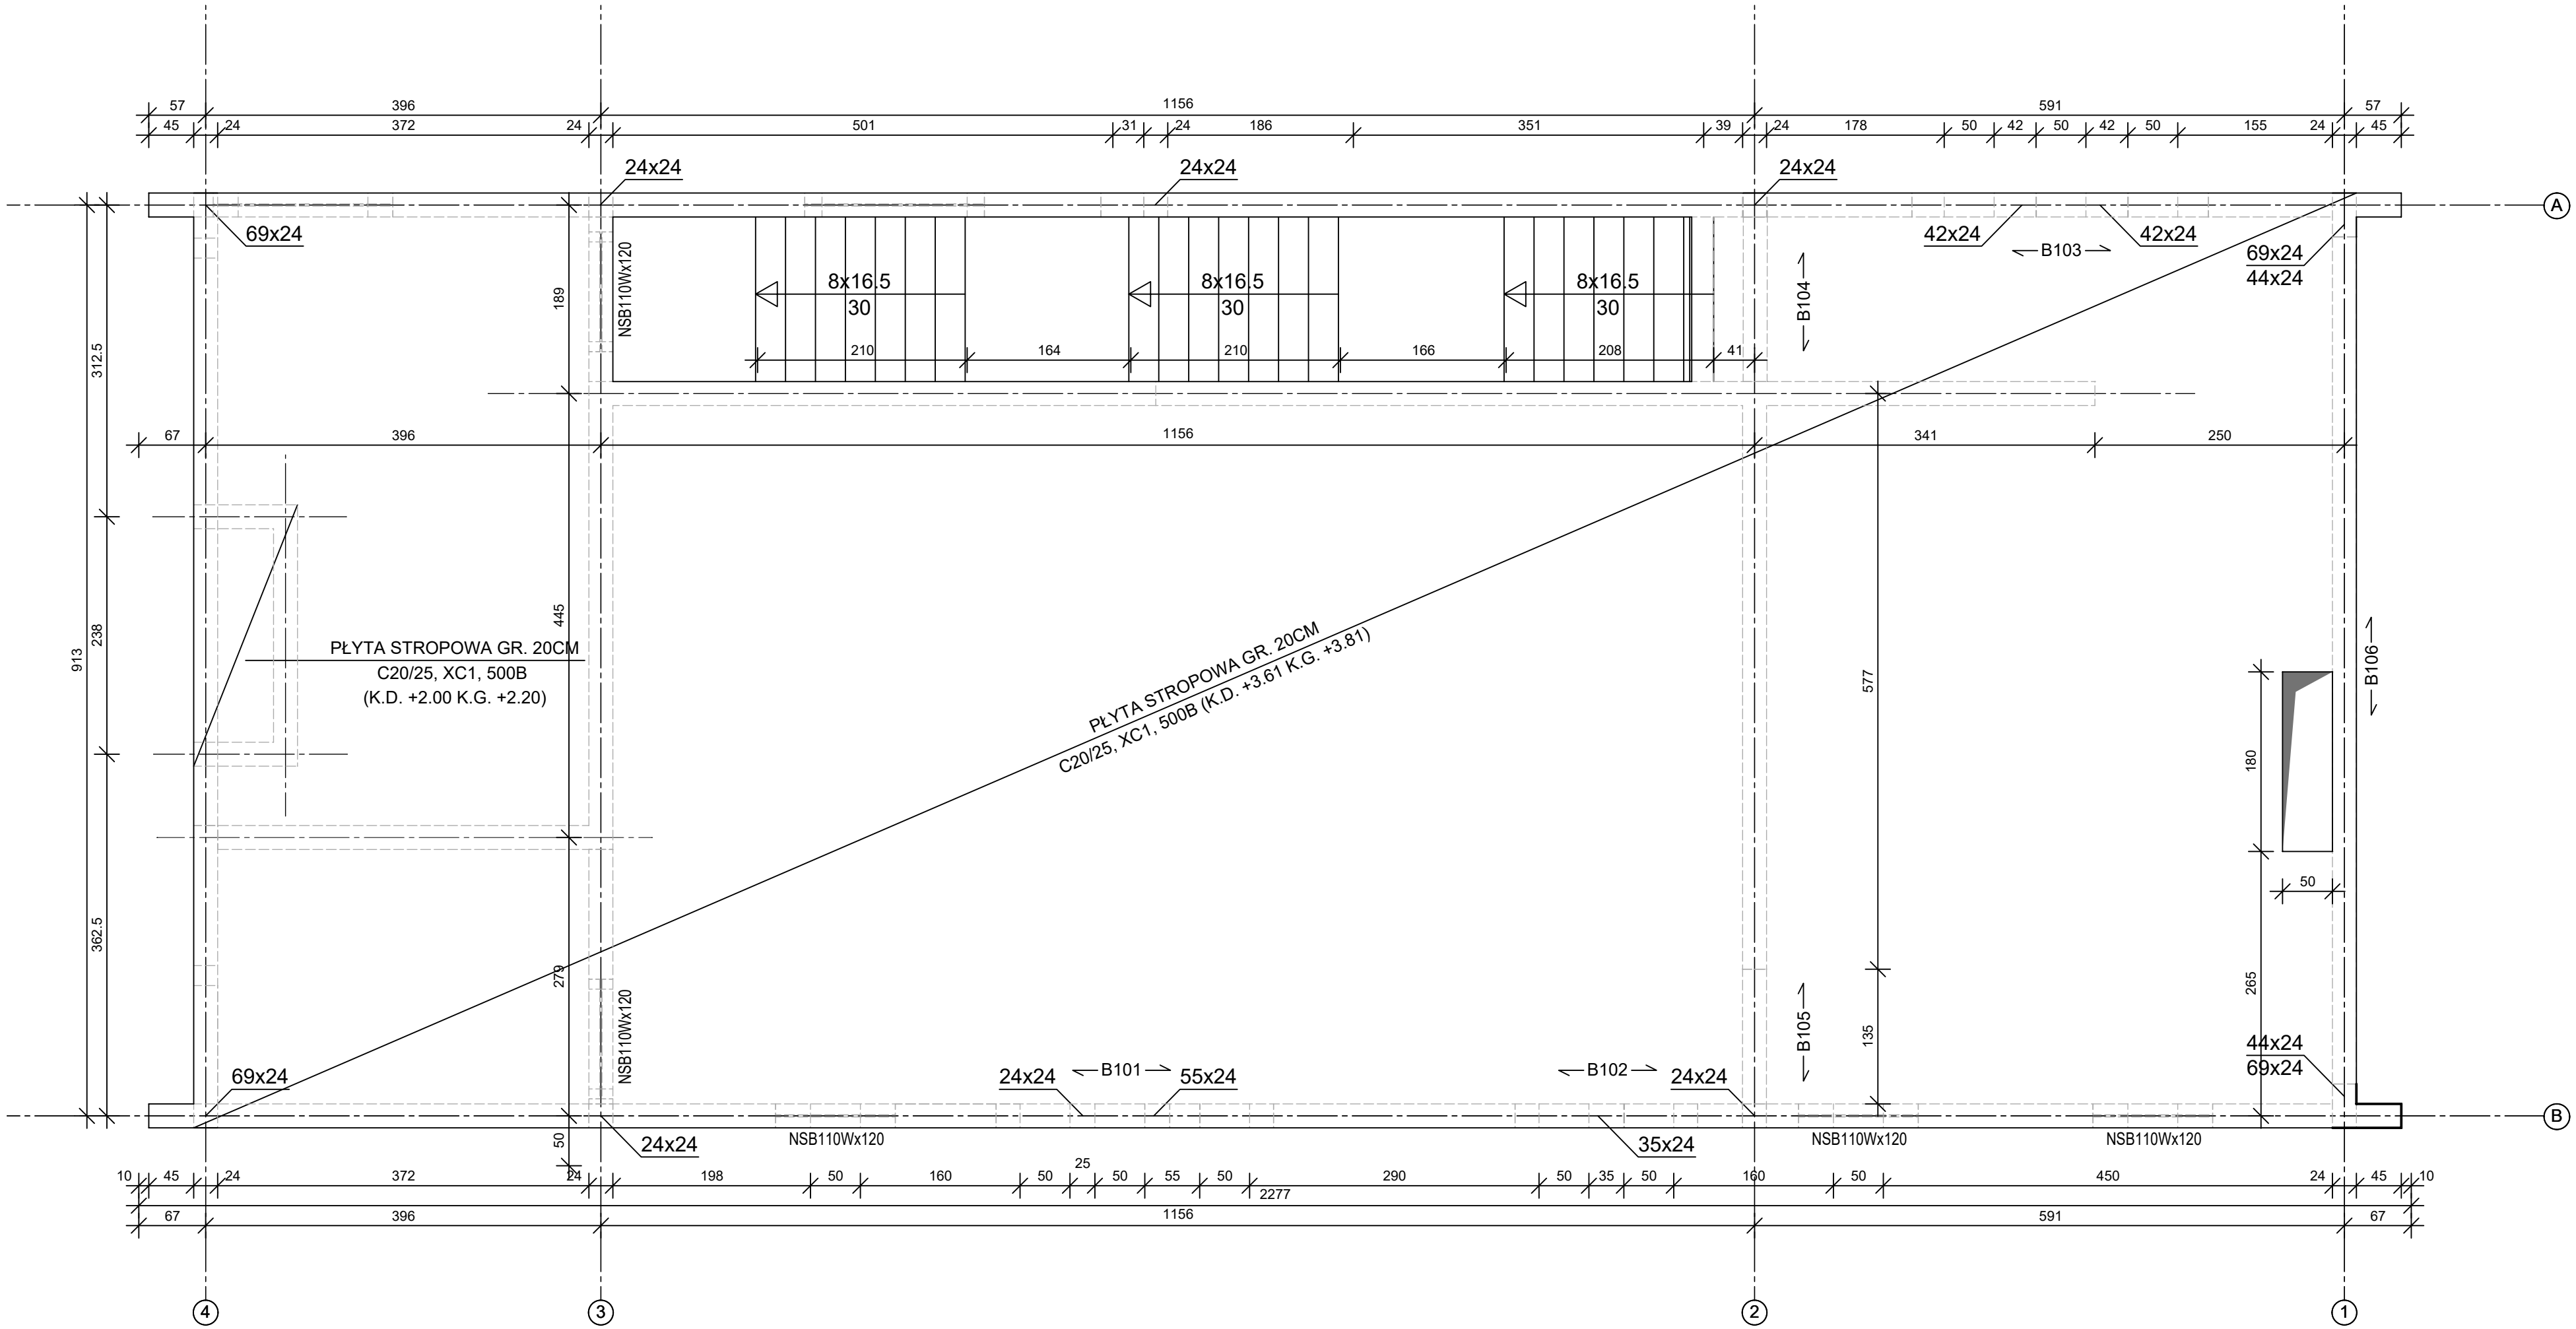 57 396 1156 591 57
45 24 372 24 501 31 24 186 351 39 24 178 50 42 50 42 50 155 24 45
24x24 24x24 24x24
A
69x24
42x24 42x24
B103
69x24
44x24
NSB110Wx120
8x16.5
30
8x16.5
30
8x16.5
30
B104
189
312.5
210 164 210 166 208 41
67 396 1156 341 250
913
238
445
PŁYTA STROPOWA GR. 20CM
C20/25, XC1, 500B
(K.D. +2.00 K.G. +2.20)
PŁYTA STROPOWA GR. 20CM
C20/25, XC1, 500B (K.D. +3.61 K.G. +3.81)
577
B106
180
50
362.5
279
265
135
NSB110Wx120
B105
69x24
24x24
B101
55x24
B102
24x24
44x24
69x24
B
50
24x24
NSB110Wx120
35x24
NSB110Wx120
NSB110Wx120
10 45 24 372 24 198 50 160 50 25 50 55 50 290 50 35 50 160 50 450 24 45 10
2277
67 396 1156 591 67
4 3 2 1